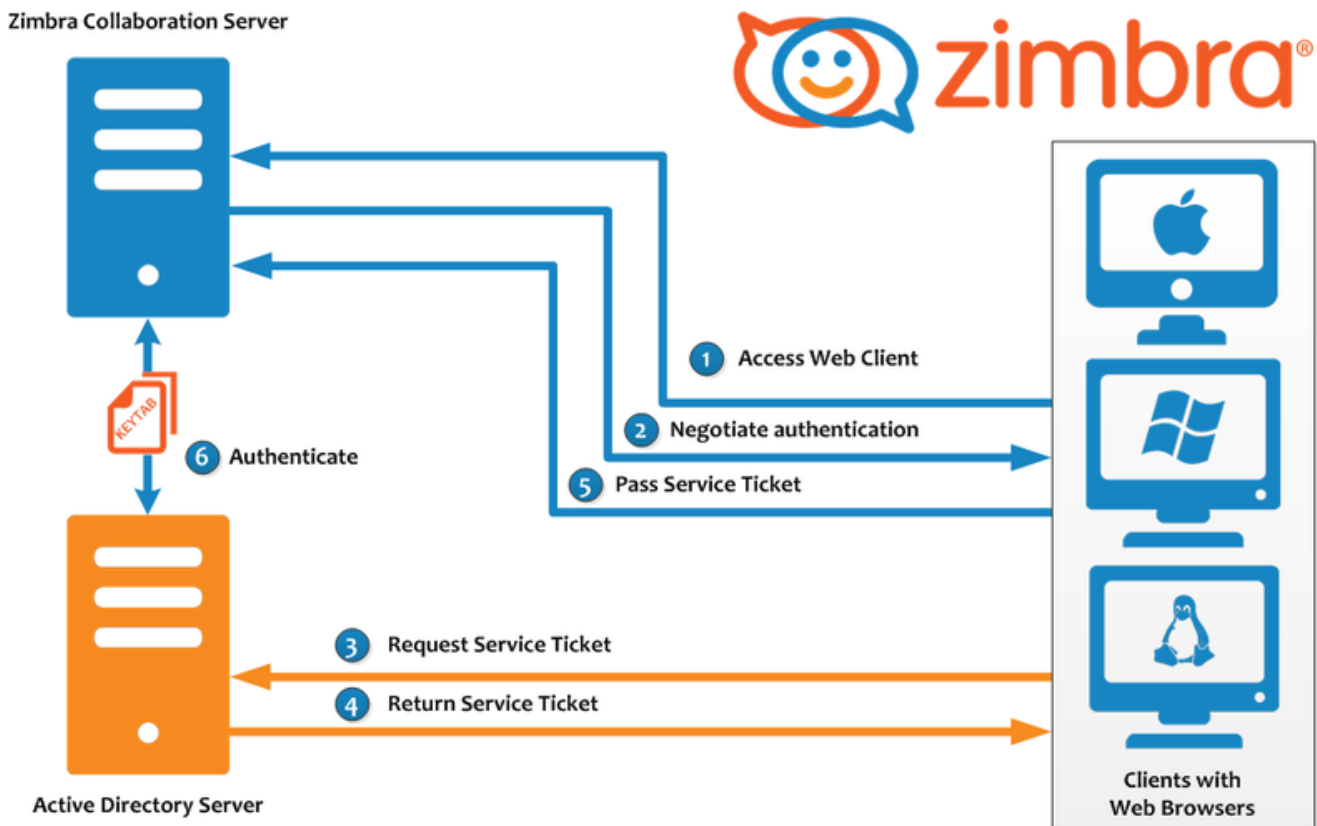 Zimbra Collaboration Server
zimbra®
1 Access Web Client
2 Negotiate authentication
5 Pass Service Ticket
KEYTAB
6 Authenticate
3 Request Service Ticket
4 Return Service Ticket
Active Directory Server
Clients with
Web Browsers